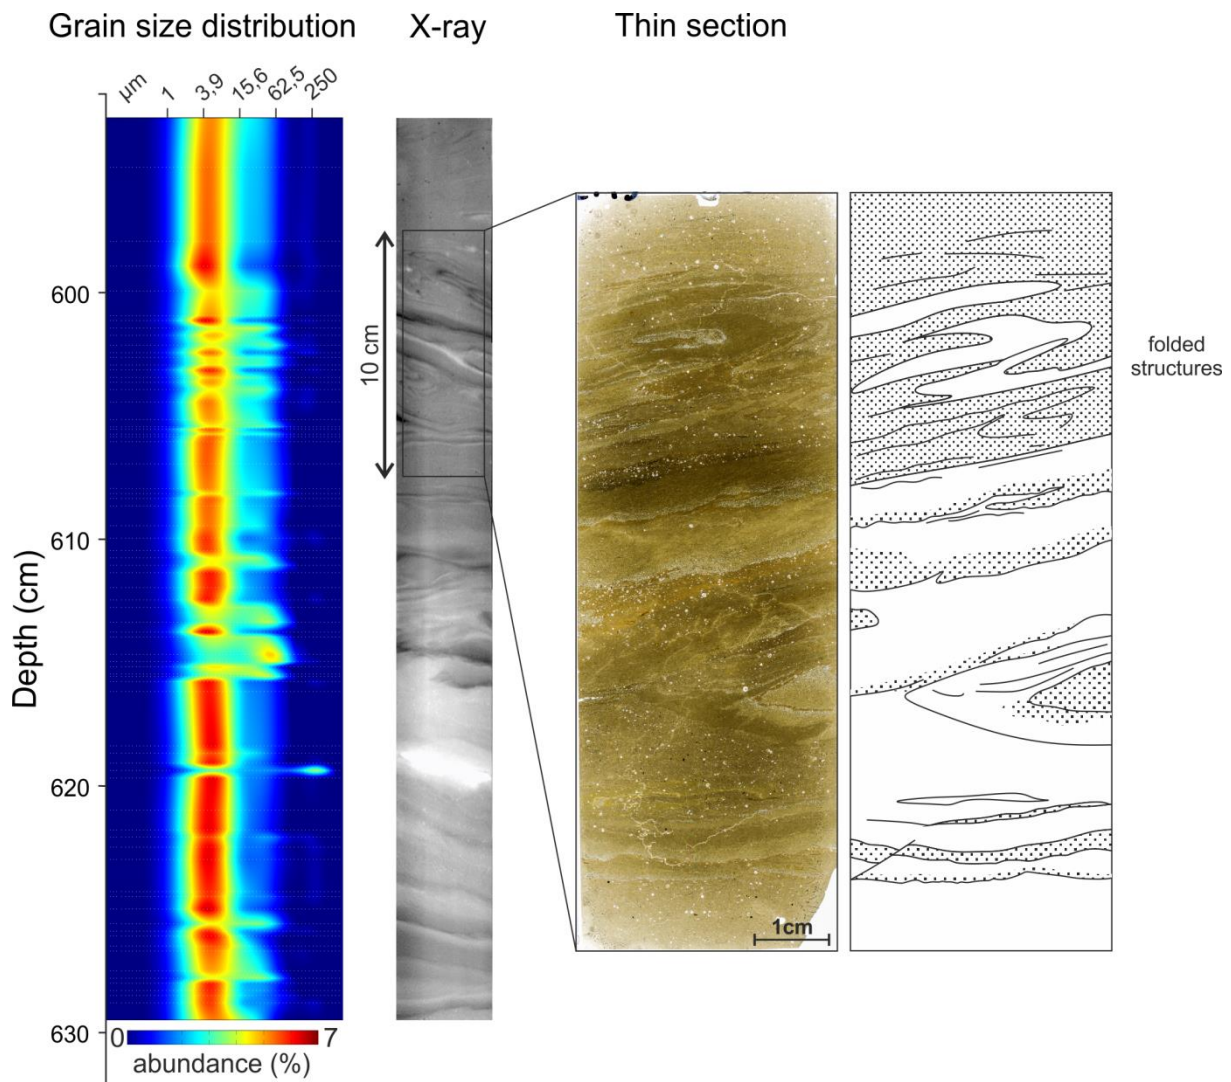 Grain size distribution
X-ray
Thin section
µm
1
3,9
15,6
62,5
250
600
610
620
630
Depth (cm)
10 cm
folded
structures
1cm
0
7
abundance (%)